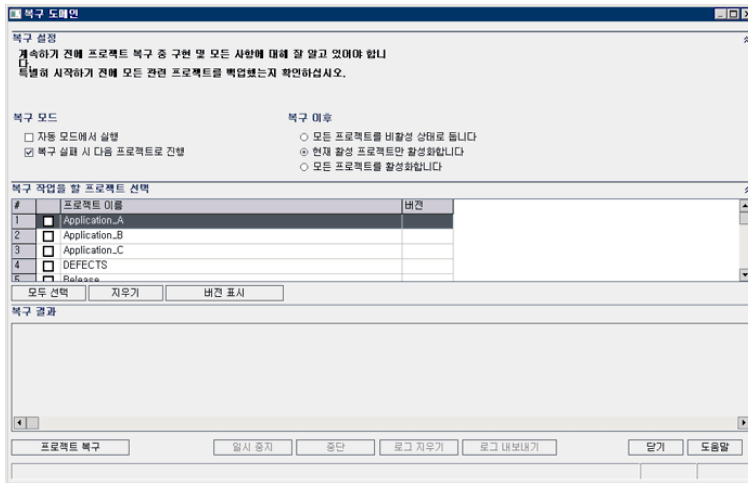 복구 도메인
복구 설정
계속하기 전에 프로젝트 복구 중 구현 및 모든 사항에 대해 잘 알고 있어야 합니
다.
특별히 시작하기 전에 모든 관련 프로젝트를 백업했는지 확인하십시오.
복구 모드
복구 이후
자동 모드에서 실행
모든 프로젝트를 비활성 상태로 둡니다
복구 실패 시 다음 프로젝트로 진행
현재 활성 프로젝트만 활성화합니다
모든 프로젝트를 활성화합니다
복구 작업을 할 프로젝트 선택
# 프로젝트 이름 버전
1 Application_A
2 Application_B
3 Application_C
4 DEFECTS
5 Release
모두 선택 지우기 버전 표시
복구 결과
프로젝트 복구 일시 중지 중단 로그 지우기 로그 내보내기 닫기 도움말